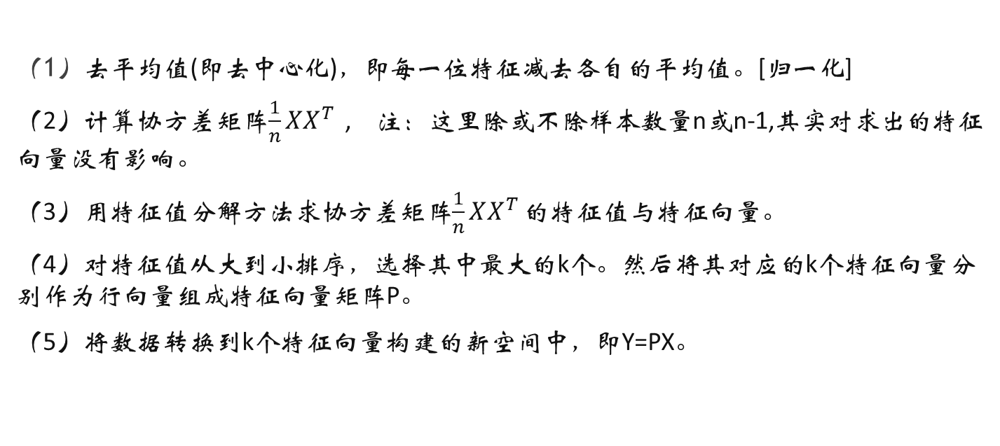 （1）去平均值(即去中心化)，即每一位特征减去各自的平均值。[归一化]
（2）计算协方差矩阵$\frac{1}{n}XX^T$， 注：这里除或不除样本数量n或n-1,其实对求出的特征
向量没有影响。
（3）用特征值分解方法求协方差矩阵$\frac{1}{n}XX^T$的特征值与特征向量。
（4）对特征值从大到小排序，选择其中最大的k个。然后将其对应的k个特征向量分
别作为行向量组成特征向量矩阵P。
（5）将数据转换到k个特征向量构建的新空间中，即Y=PX。